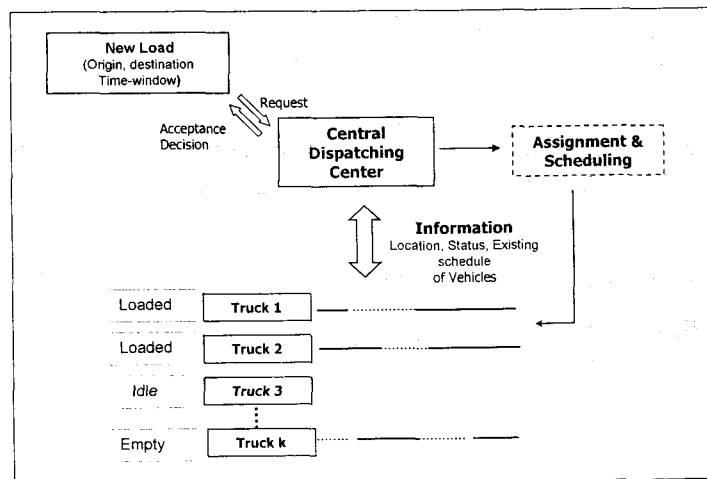 New Load
(Origin, destination
Time-window)
Request
Acceptance
Decision
Central
Dispatching
Center
Assignment &
Scheduling
Information
Location, Status, Existing
schedule
of Vehicles
Loaded
Truck 1
Loaded
Truck 2
Idle
Truck 3
Empty
Truck k